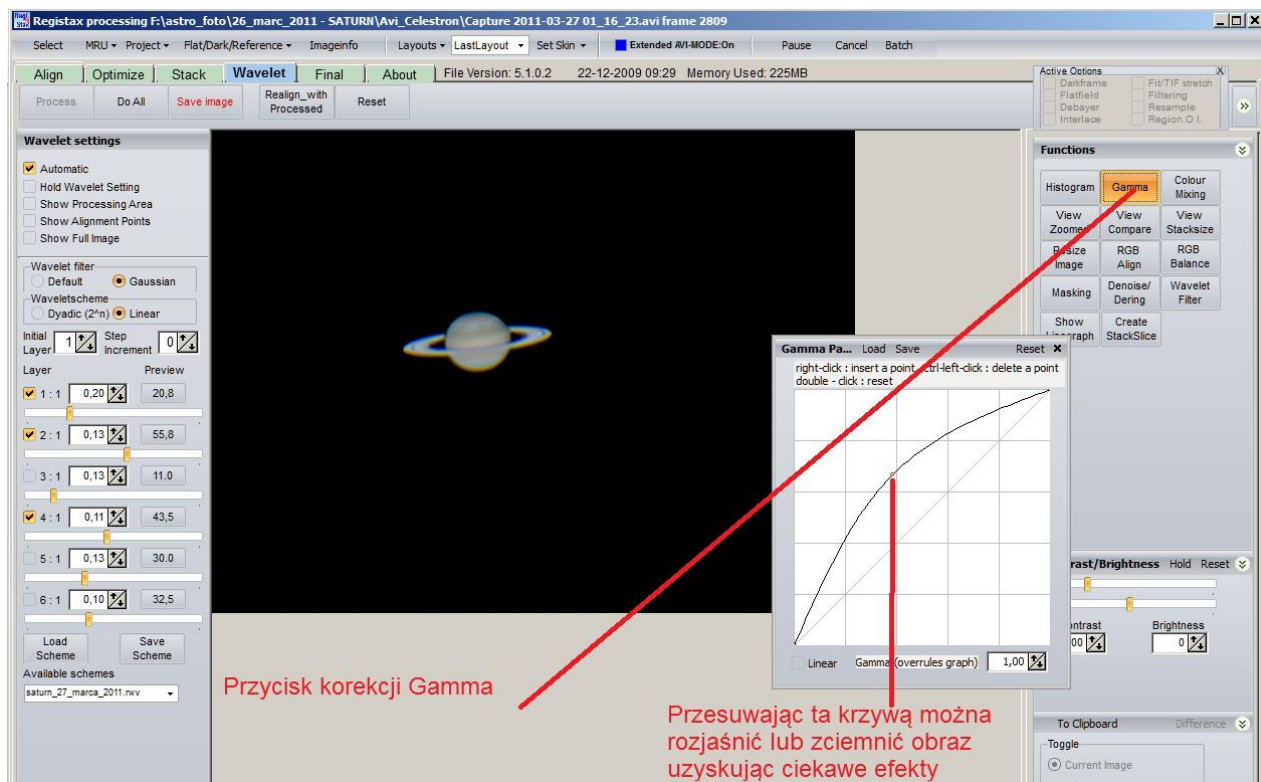 Registax processing F:\astro_foto\26_marc_2011 - SATURN\Avi_Celestron\Capture 2011-03-27 01_16_23.avi frame 2809
Select MRU Project Flat/Dark/Reference Imageinfo Layouts LastLayout Set Skin Extended AVI-MODE:On Pause Cancel Batch
Align Optimize Stack Wavelet Final About File Version: 5.1.0.2 22-12-2009 09:29 Memory Used: 225MB
Process Do All Save image Realign_with Processed Reset
Active Options X
Darkframe Fit/TIF stretch
Flatfield Filtering
Debayer Resample
Interlace Region.O.I.
Wavelet settings
Automatic
Hold Wavelet Setting
Show Processing Area
Show Alignment Points
Show Full Image
Wavelet filter
Default Gaussian
Waveletscheme
Dyadic (2^n) Linear
Initial Layer 1 Step Increment 0
Layer Preview
1 : 1 0,20 20,8
2 : 1 0,13 55,8
3 : 1 0,13 11.0
4 : 1 0,11 43,5
5 : 1 0,13 30.0
6 : 1 0,10 32,5
Load Scheme Save Scheme
Available schemes
saturn_27_marca_2011.rwv
Functions
Histogram Gamma Colour Mixing
View View Compare View Stacksize
Image RGB Align RGB Balance
Masking Denoise/ Dering Wavelet Filter
Show Create StackSlice
Gamma Pa... Load Save Reset
right-click : insert a point ctrl-left-click : delete a point
double - click : reset
Linear Gamma (overrules graph) 1,00
Brightness Hold Reset
Brightness
0
To Clipboard Difference
Toggle
Current Image
Przycisk korekcji Gamma
Przesuwając ta krzywą można
rozjaśnić lub zciemnić obraz
uzyskując ciekawe efekty